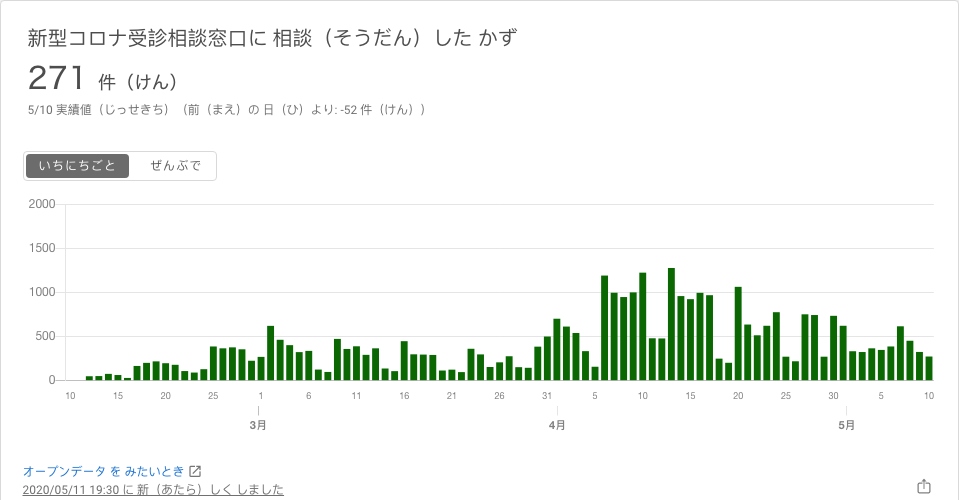 新型コロナ受診相談窓口に 相談（そうだん）した かず
271 件（けん）
5/10 実績値（じっせきち）（前（まえ）の 日（ひ）より: -52 件（けん））
いちにちごと ぜんぶで
2000
1500
1000
500
0
10 15 20 25 1 6 11 16 21 26 31 5 10 15 20 25 30 5 10
3月 4月 5月
オープンデータ を みたいとき
2020/05/11 19:30 に 新（あたら）しく しました